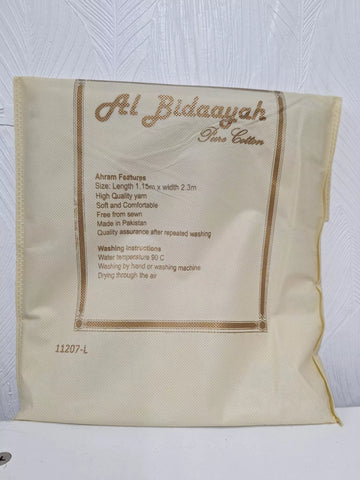 Al Bidaayah
Pure Cotton
Ahram Features
Size: Length 1.15m x width 2.3m
High Quality yarn
Soft and Comfortable
Free from sewn
Made in Pakistan
Quality assurance after repeated washing
Washing Instructions
Water temperature 90 C
Washing by hand or washing machine
Drying through the air
11207-L